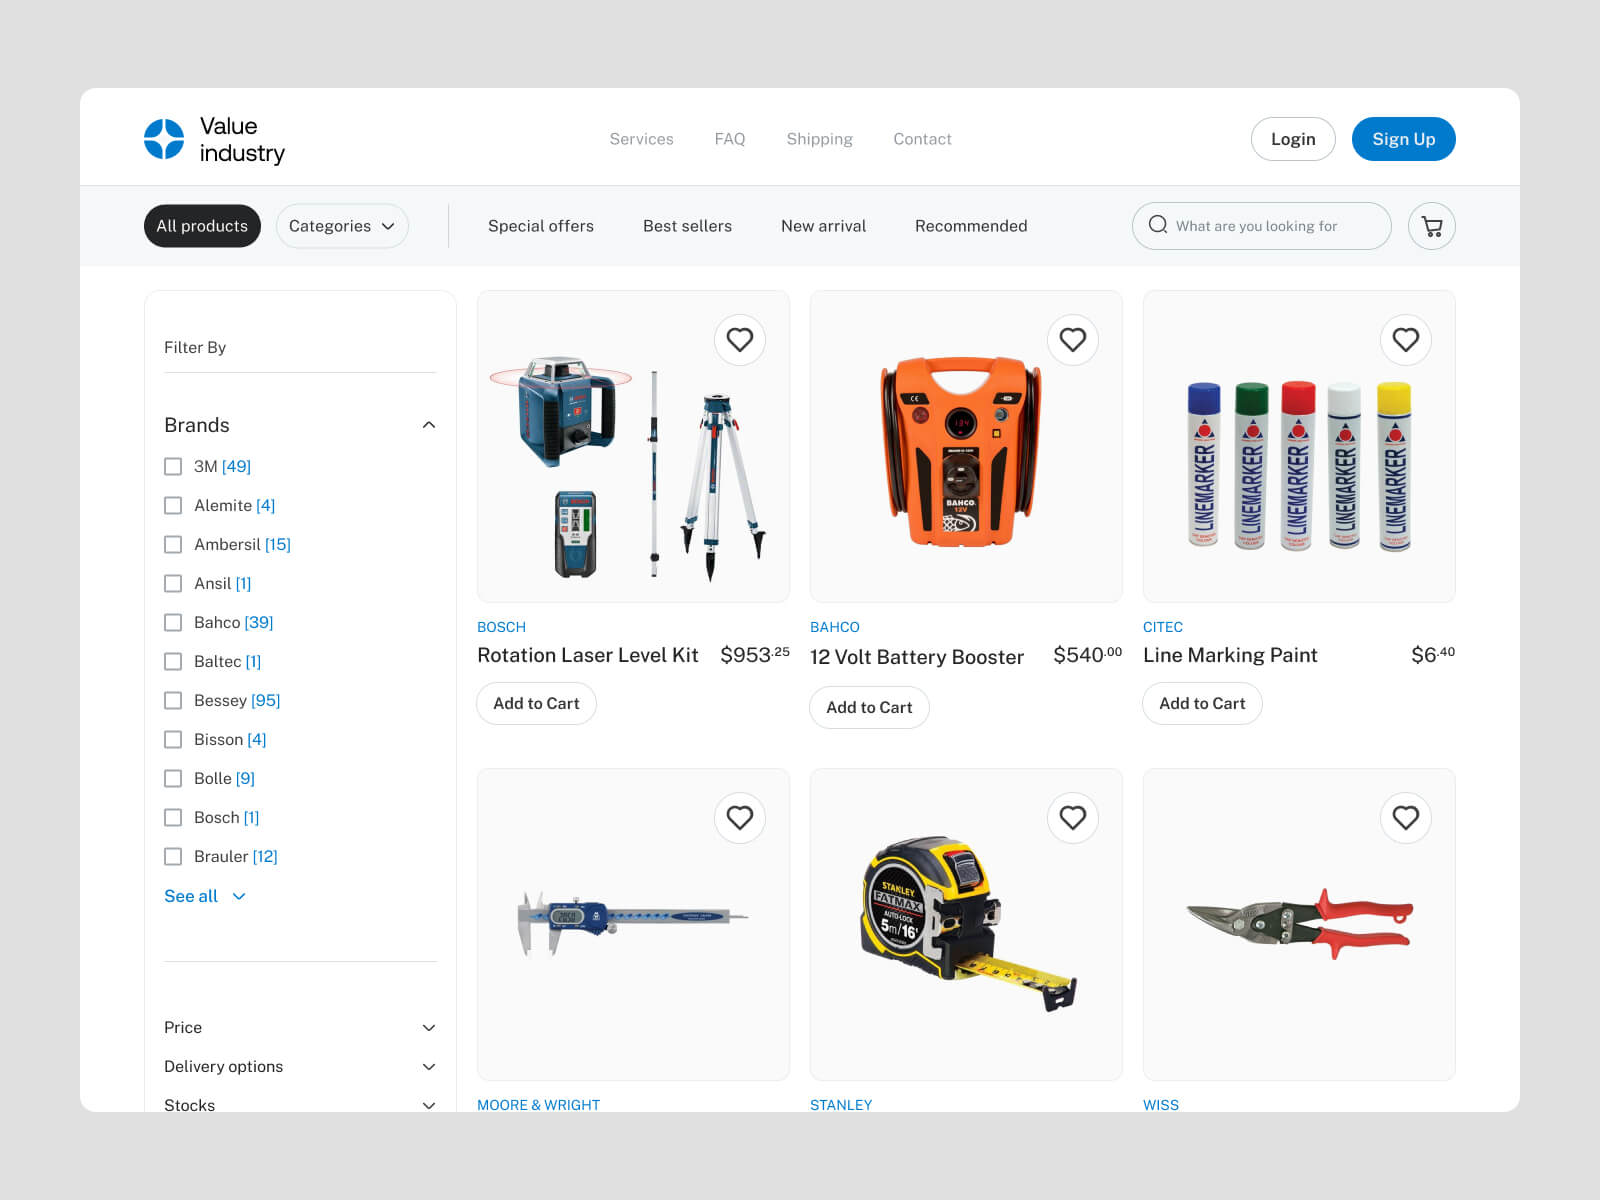 Value
industry
Services
FAQ
Shipping
Contact
Login
Sign Up
All products
Categories
Special offers
Best sellers
New arrival
Recommended
What are you looking for
Filter By
Brands
3M [49]
Alemite [4]
Ambersil [15]
Ansil [1]
Bahco [39]
Baltec [1]
Bessey [95]
Bisson [4]
Bolle [9]
Bosch [1]
Brauler [12]
See all
Price
Delivery options
Stocks
BOSCH
Rotation Laser Level Kit
$953.25
Add to Cart
CE
134
BAHCO
12V
BAHCO
12 Volt Battery Booster
$540.00
Add to Cart
LINEMARKER
LINEMARKER
LINEMARKER
LINEMARKER
LINEMARKER
CITEC
Line Marking Paint
$6.40
Add to Cart
MOORE & WRIGHT
STANLEY
FATMAX
AUTO-LOCK
5m/16'
STANLEY
WISS